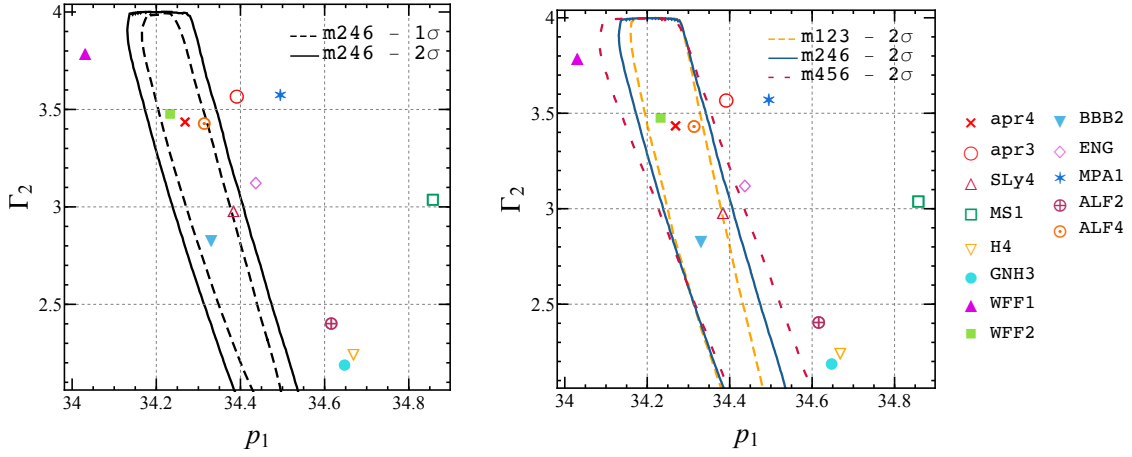 m246 – 1σ
m246 – 2σ
4
3.5
3
2.5
Γ2
34
34.2
34.4
34.6
34.8
p1
m123 – 2σ
m246 – 2σ
m456 – 2σ
4
3.5
3
2.5
Γ2
34
34.2
34.4
34.6
34.8
p1
apr4
apr3
SLy4
MS1
H4
GNH3
WFF1
WFF2
BBB2
ENG
MPA1
ALF2
ALF4